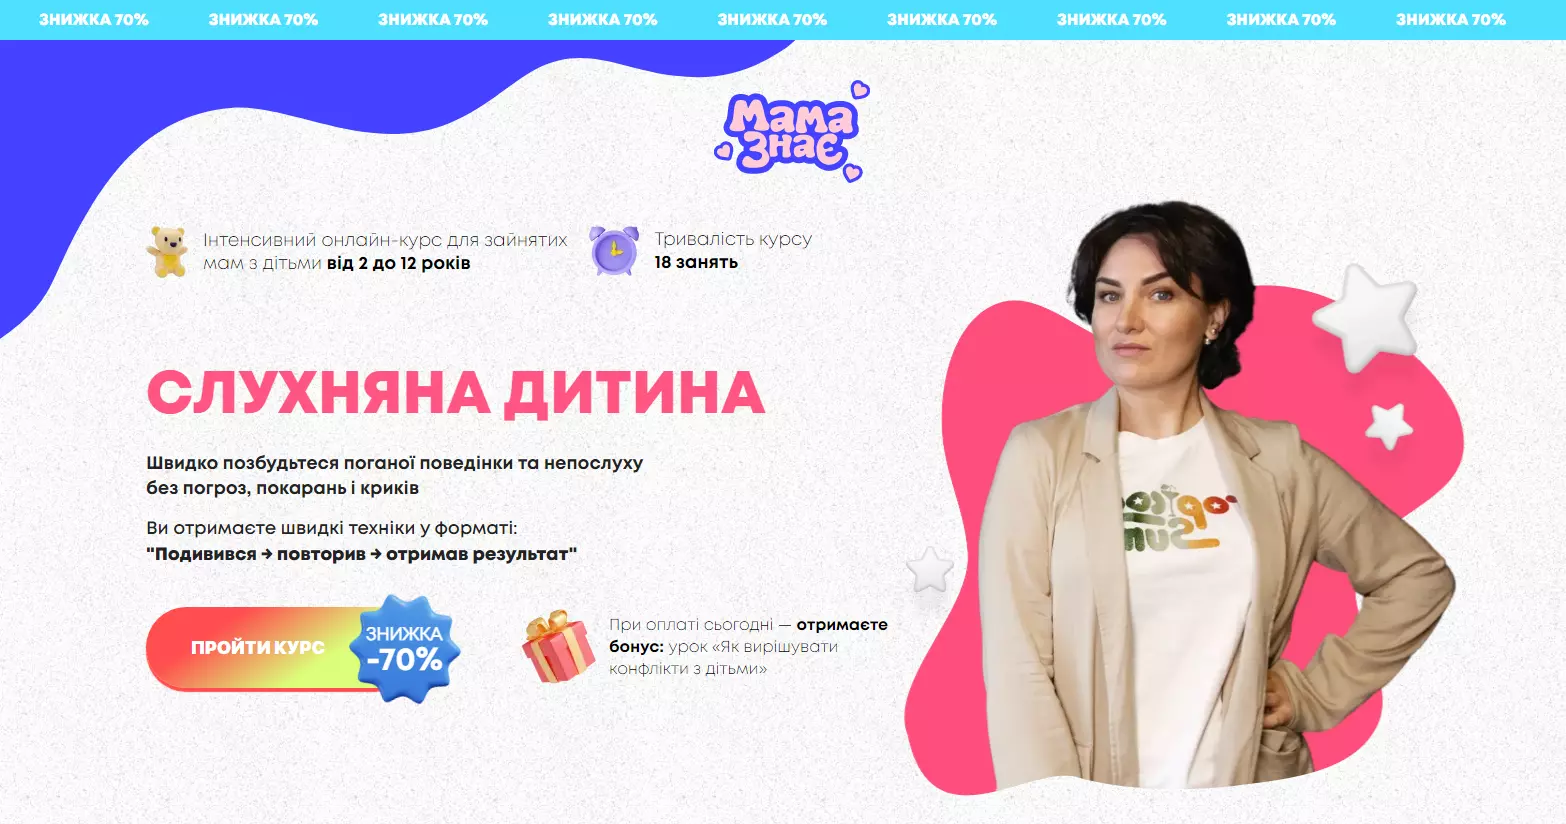 ЗНИЖКА 70% ЗНИЖКА 70% ЗНИЖКА 70% ЗНИЖКА 70% ЗНИЖКА 70% ЗНИЖКА 70% ЗНИЖКА 70% ЗНИЖКА 70% ЗНИЖКА 70%
Мама
Знає
Інтенсивний онлайн-курс для зайнятих
мам з дітьми від 2 до 12 років
Тривалість курсу
18 занять
СЛУХНЯНА ДИТИНА
Швидко позбудьтеся поганої поведінки та непослуху
без погроз, покарань і криків
Ви отримаєте швидкі техніки у форматі:
"Подивився → повторив → отримав результат"
ПРОЙТИ КУРС
ЗНИЖКА
-70%
При оплаті сьогодні — отримаєте
бонус: урок «Як вирішувати
конфлікти з дітьми»